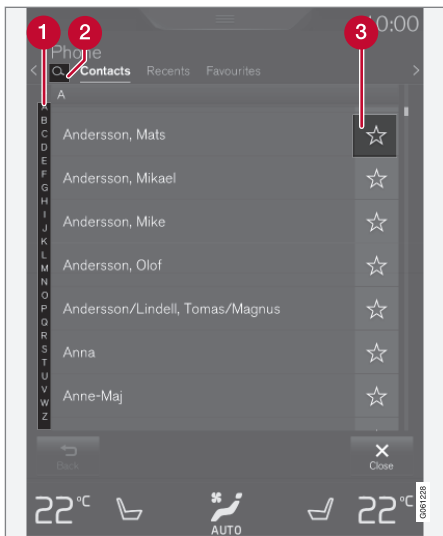 10:00
1
2
3
Phone
Contacts Recents Favourites
A
A
B
C
D
E
F
G
H
I
J
K
L
M
N
O
P
Q
R
S
T
U
V
W
Z
Andersson, Mats
Andersson, Mikael
Andersson, Mike
Andersson, Olof
Andersson/Lindell, Tomas/Magnus
Anna
Anne-Maj
Back
Close
22°C
AUTO
22°C
G061228